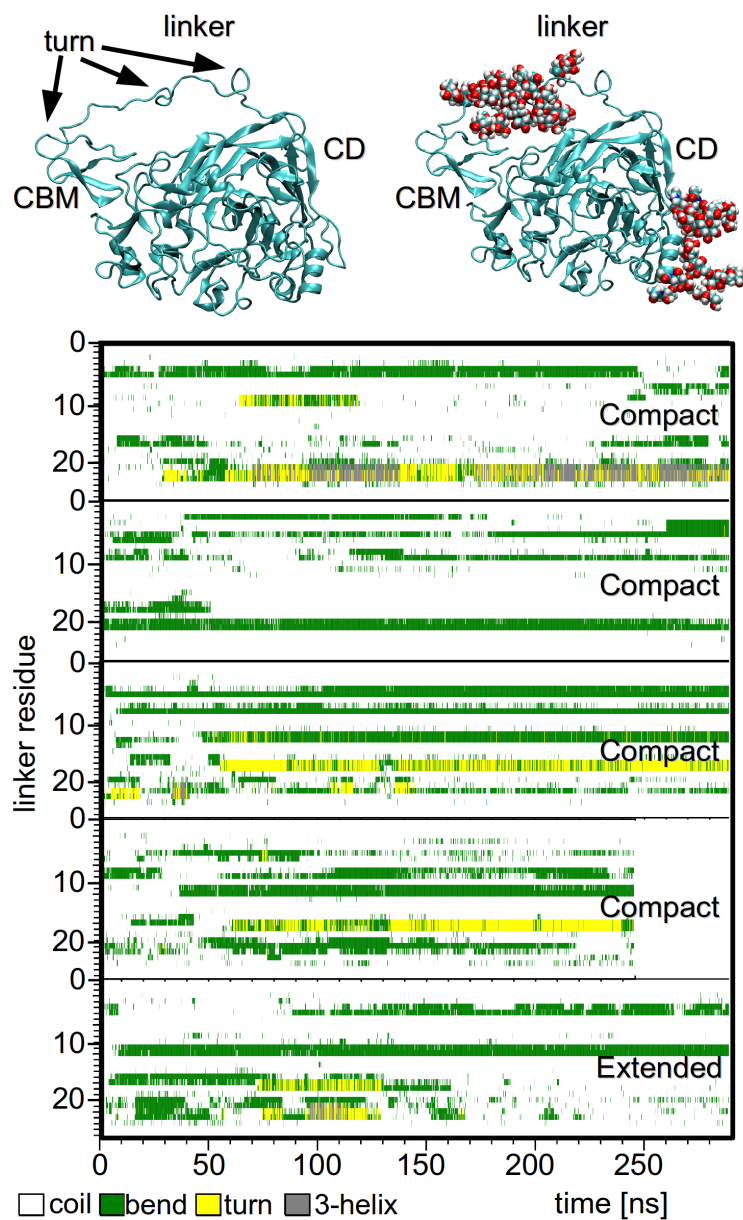 linker linker
turn
CD CD
CBM CBM
0
10
Compact
20
0
10
Compact
20
0
10
Compact
20
0
10
Compact
20
0
10
Extended
20
linker residue
0 50 100 150 200 250
coil bend turn 3-helix time [ns]